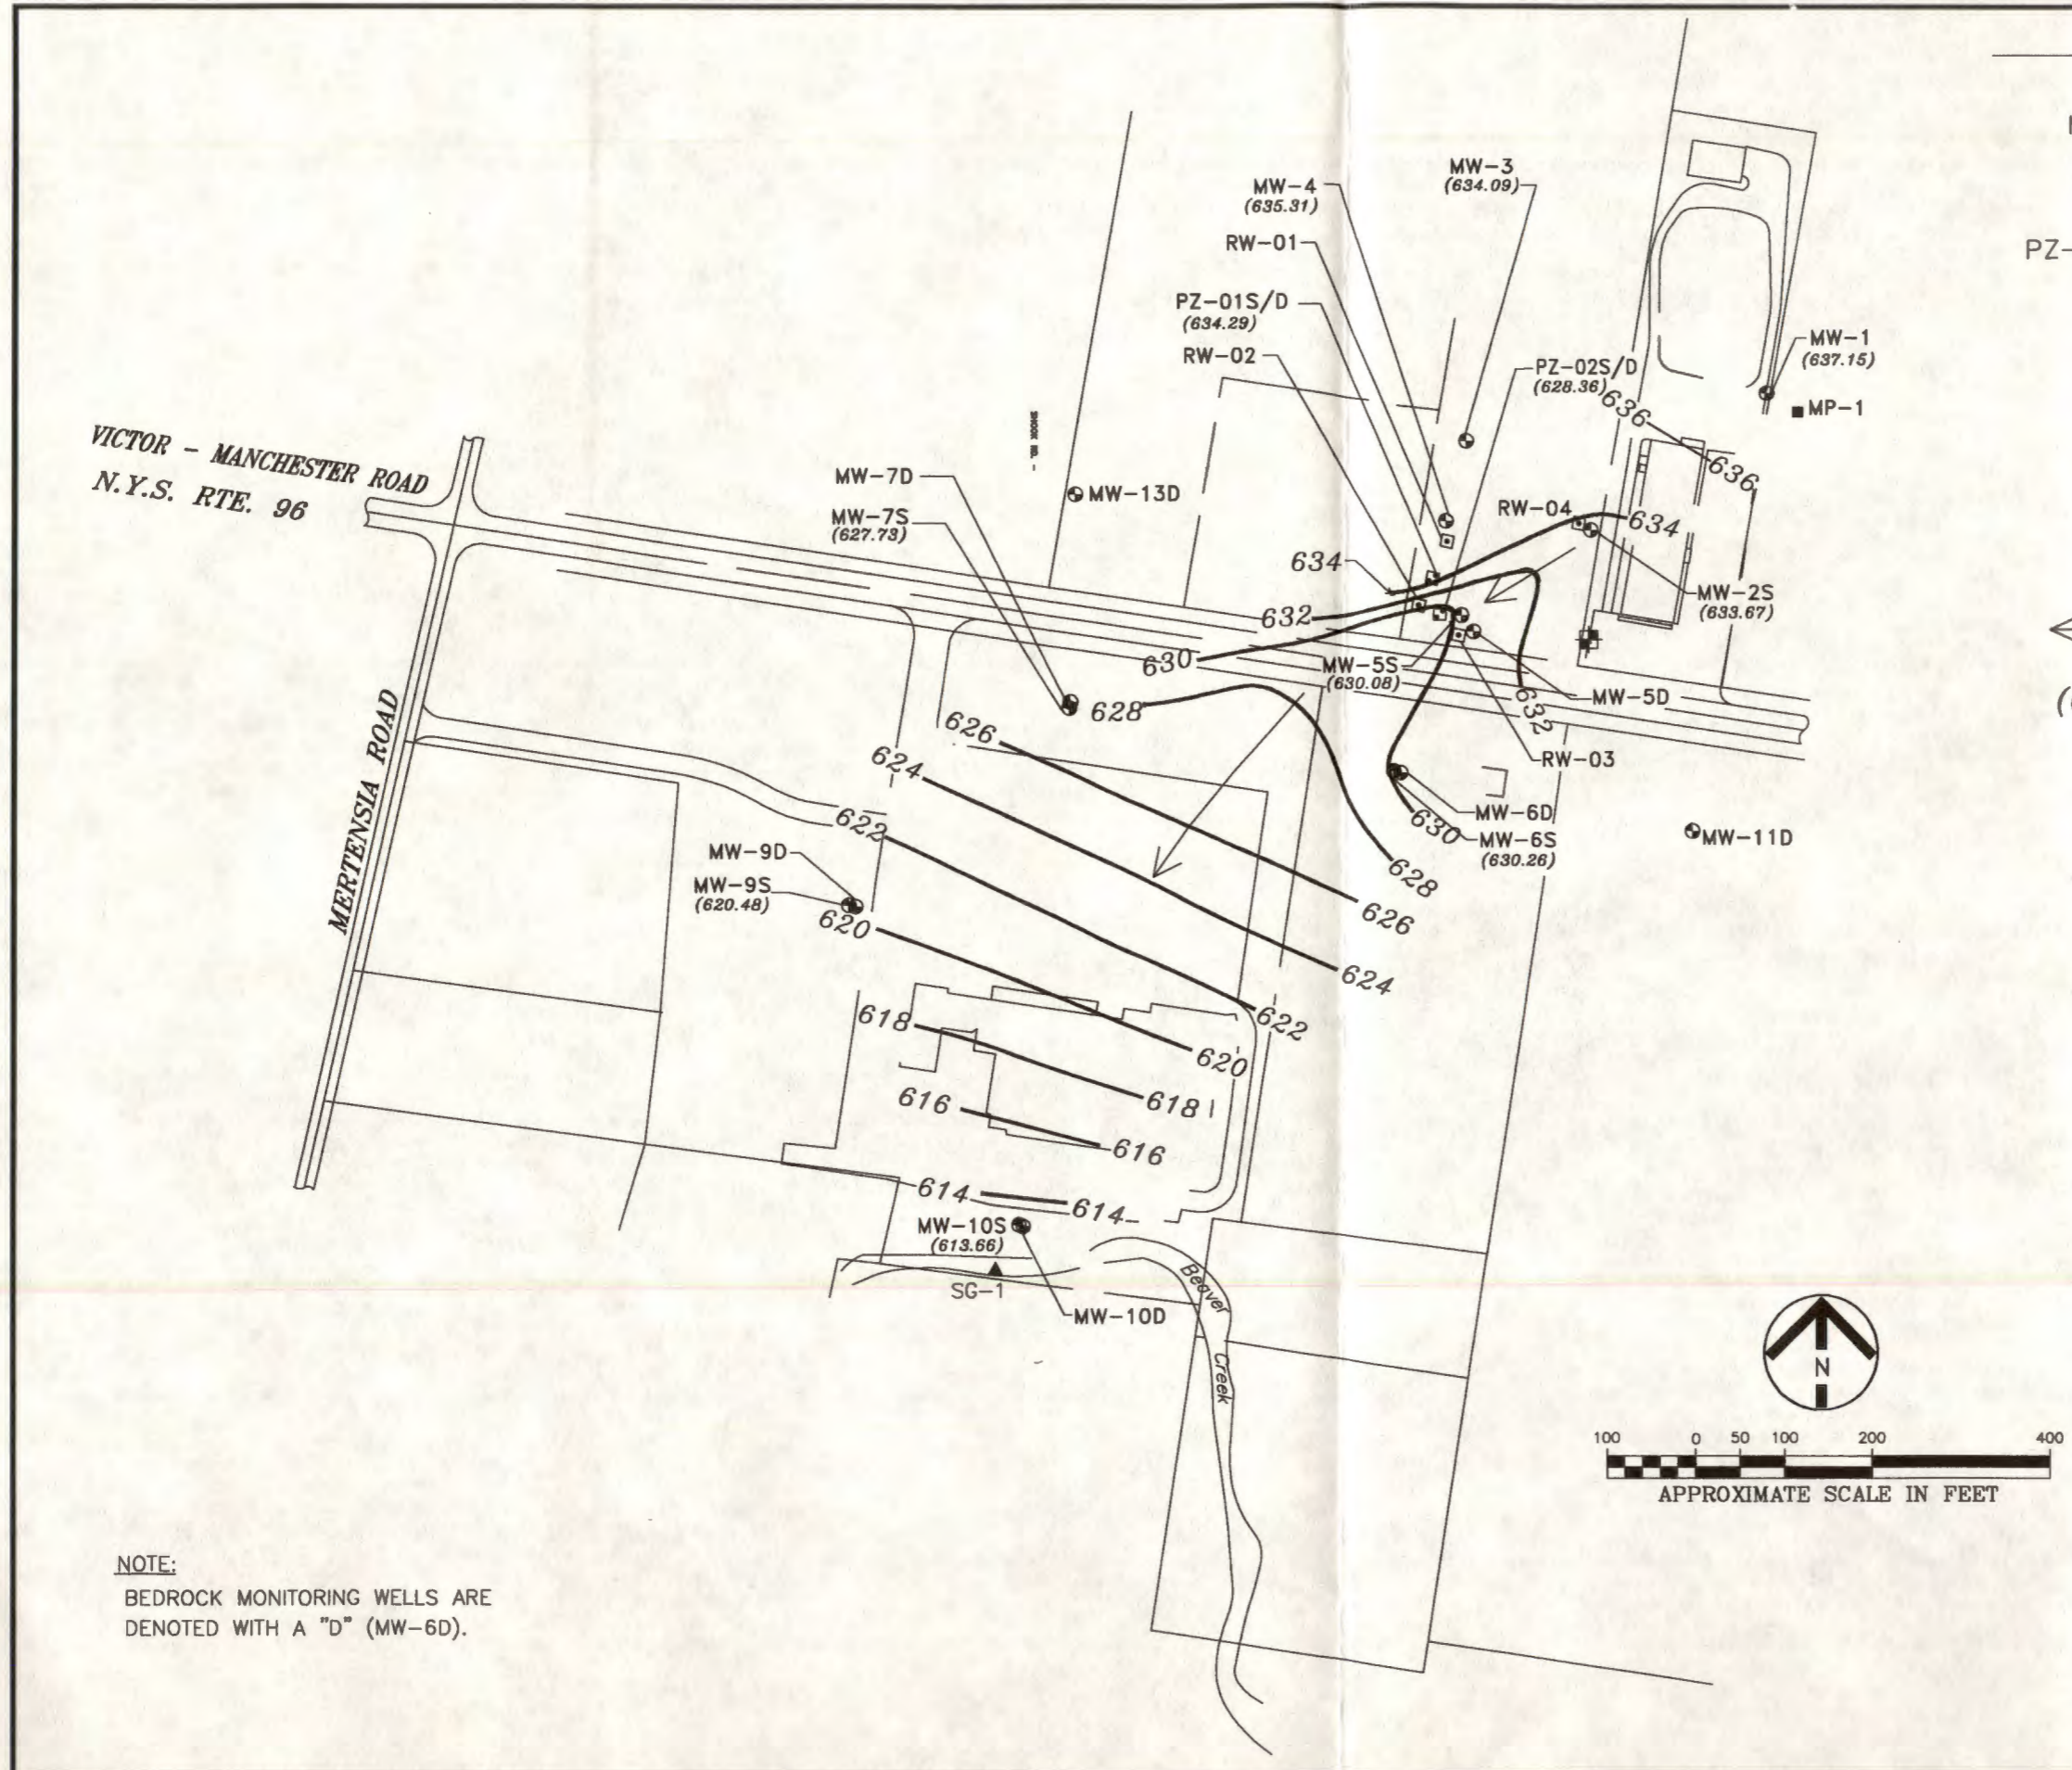 MW-3
(634.09)
MW-4
(635.31)
RW-01
PZ-
PZ-01S/D
(634.29)
RW-02
MW-1
(637.15)
PZ-02S/D
(628.36)
636
MP-1
VICTOR - MANCHESTER ROAD
N.Y.S. RTE. 96
SHOOK RD. -
MW-7D
636
MW-13D
MW-7S
(627.73)
RW-04
634
634
MW-2S
(633.67)
632
630
MW-5S
(630.08)
MW-5D
632
628
626
RW-03
624
MERTENSIA ROAD
MW-6D
630
622
MW-6S
(630.26)
MW-11D
MW-9D
628
MW-9S
(620.48)
620
626
624
618
622
620
616
618
616
614
614
MW-10S
(613.66)
Beaver
Creek
SG-1
MW-10D
N
100 0 50 100 200 400
APPROXIMATE SCALE IN FEET
NOTE:
BEDROCK MONITORING WELLS ARE
DENOTED WITH A "D" (MW-6D).